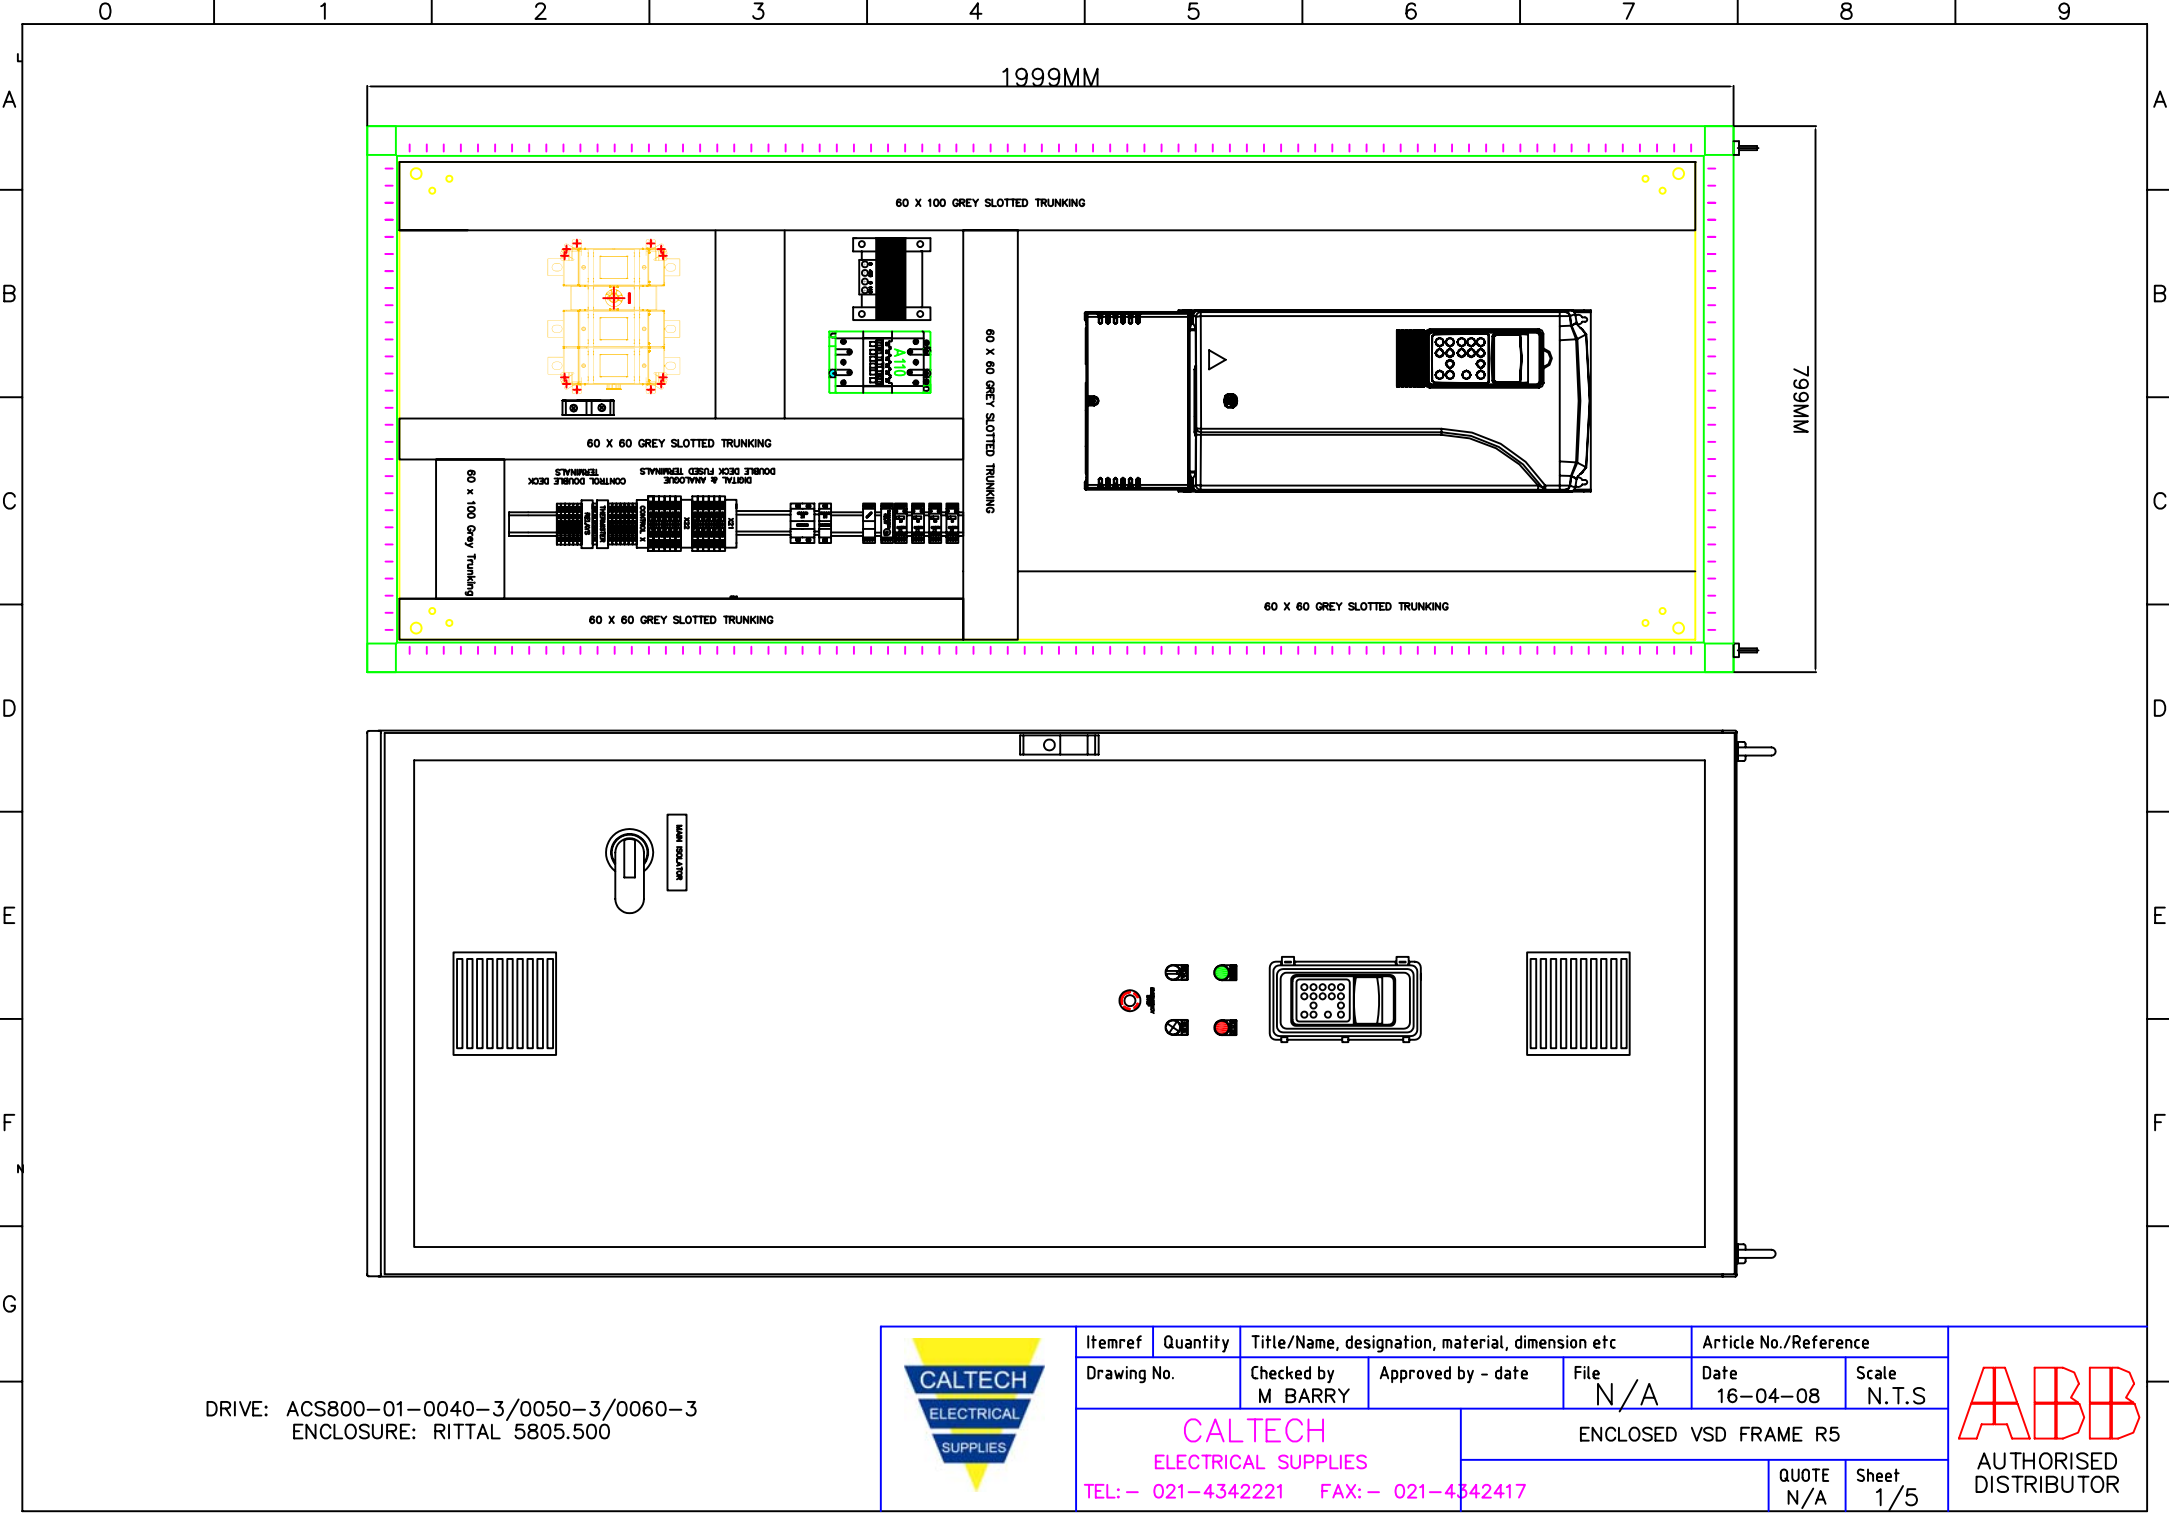 0 1 2 3 4 5 6 7 8 9
A A
B B
C C
D D
E E
F F
G
N
1999MM
799MM
60 X 100 GREY SLOTTED TRUNKING
60 X 60 GREY SLOTTED TRUNKING
A110
60 X 60 GREY SLOTTED TRUNKING
60 x 100 Grey Trunking
CONTROL DOUBLE DECK
TERMINALS
DIGITAL & ANALOGUE
DOUBLE DECK FUSED TERMINALS
RELAYS
THERMISTER
CONTROL X
X22
X21
60 X 60 GREY SLOTTED TRUNKING
60 X 60 GREY SLOTTED TRUNKING
MAIN ISOLATOR
DRIVE: ACS800-01-0040-3/0050-3/0060-3
ENCLOSURE: RITTAL 5805.500
CALTECH
ELECTRICAL
SUPPLIES
Itemref Quantity Title/Name, designation, material, dimension etc Article No./Reference
Drawing No. Checked by Approved by - date File Date Scale
M BARRY N/A 16-04-08 N.T.S
CALTECH
ELECTRICAL SUPPLIES
TEL:- 021-4342221 FAX:- 021-4342417
ENCLOSED VSD FRAME R5
QUOTE Sheet
N/A 1/5
ABB
AUTHORISED
DISTRIBUTOR